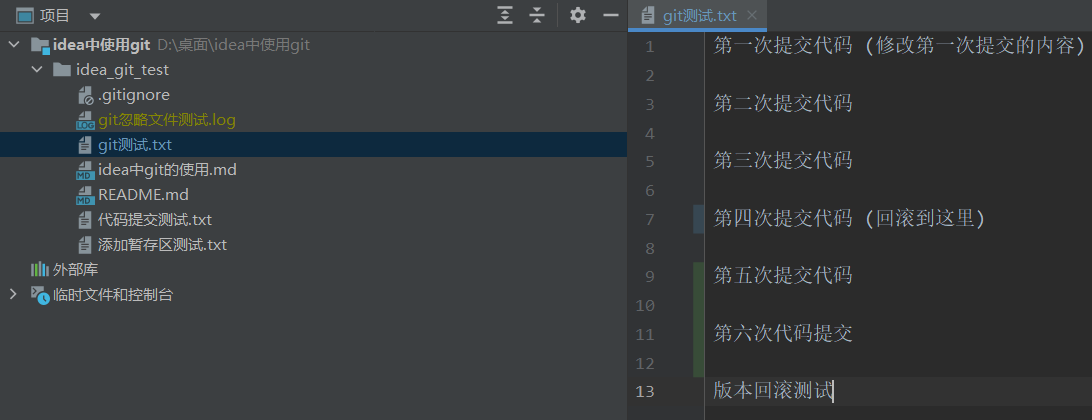 项目
idea中使用git D:\桌面\idea中使用git
idea_git_test
.gitignore
LOG git忽略文件测试.log
git测试.txt
MD idea中git的使用.md
MD README.md
代码提交测试.txt
添加暂存区测试.txt
外部库
临时文件和控制台
git测试.txt
1 第一次提交代码（修改第一次提交的内容）
2
3 第二次提交代码
4
5 第三次提交代码
6
7 第四次提交代码（回滚到这里）
8
9 第五次提交代码
10
11 第六次代码提交
12
13 版本回滚测试